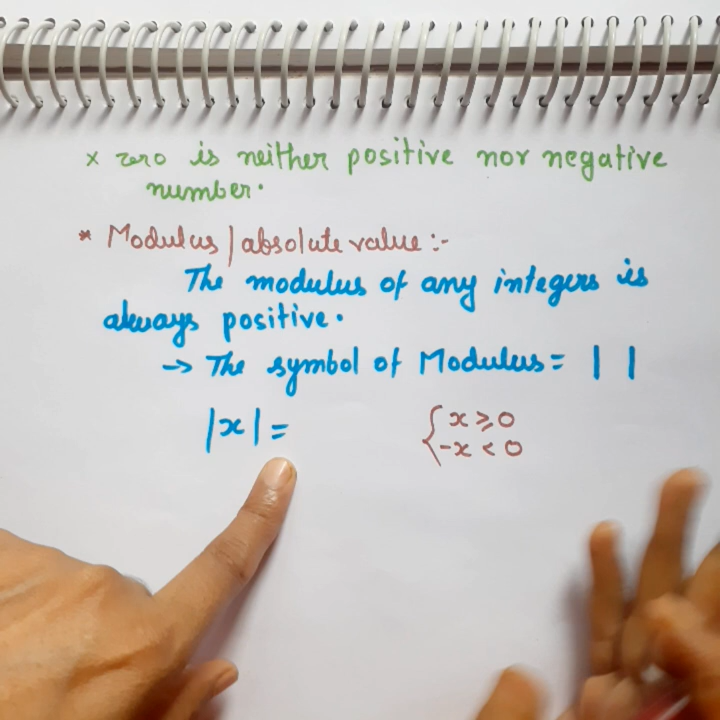 × zero is neither positive nor negative
number.
* Modulus / absolute value :-
The modulus of any integers is
always positive.
→ The symbol of Modulus = | |
|x| = { x ≥ 0
-x < 0